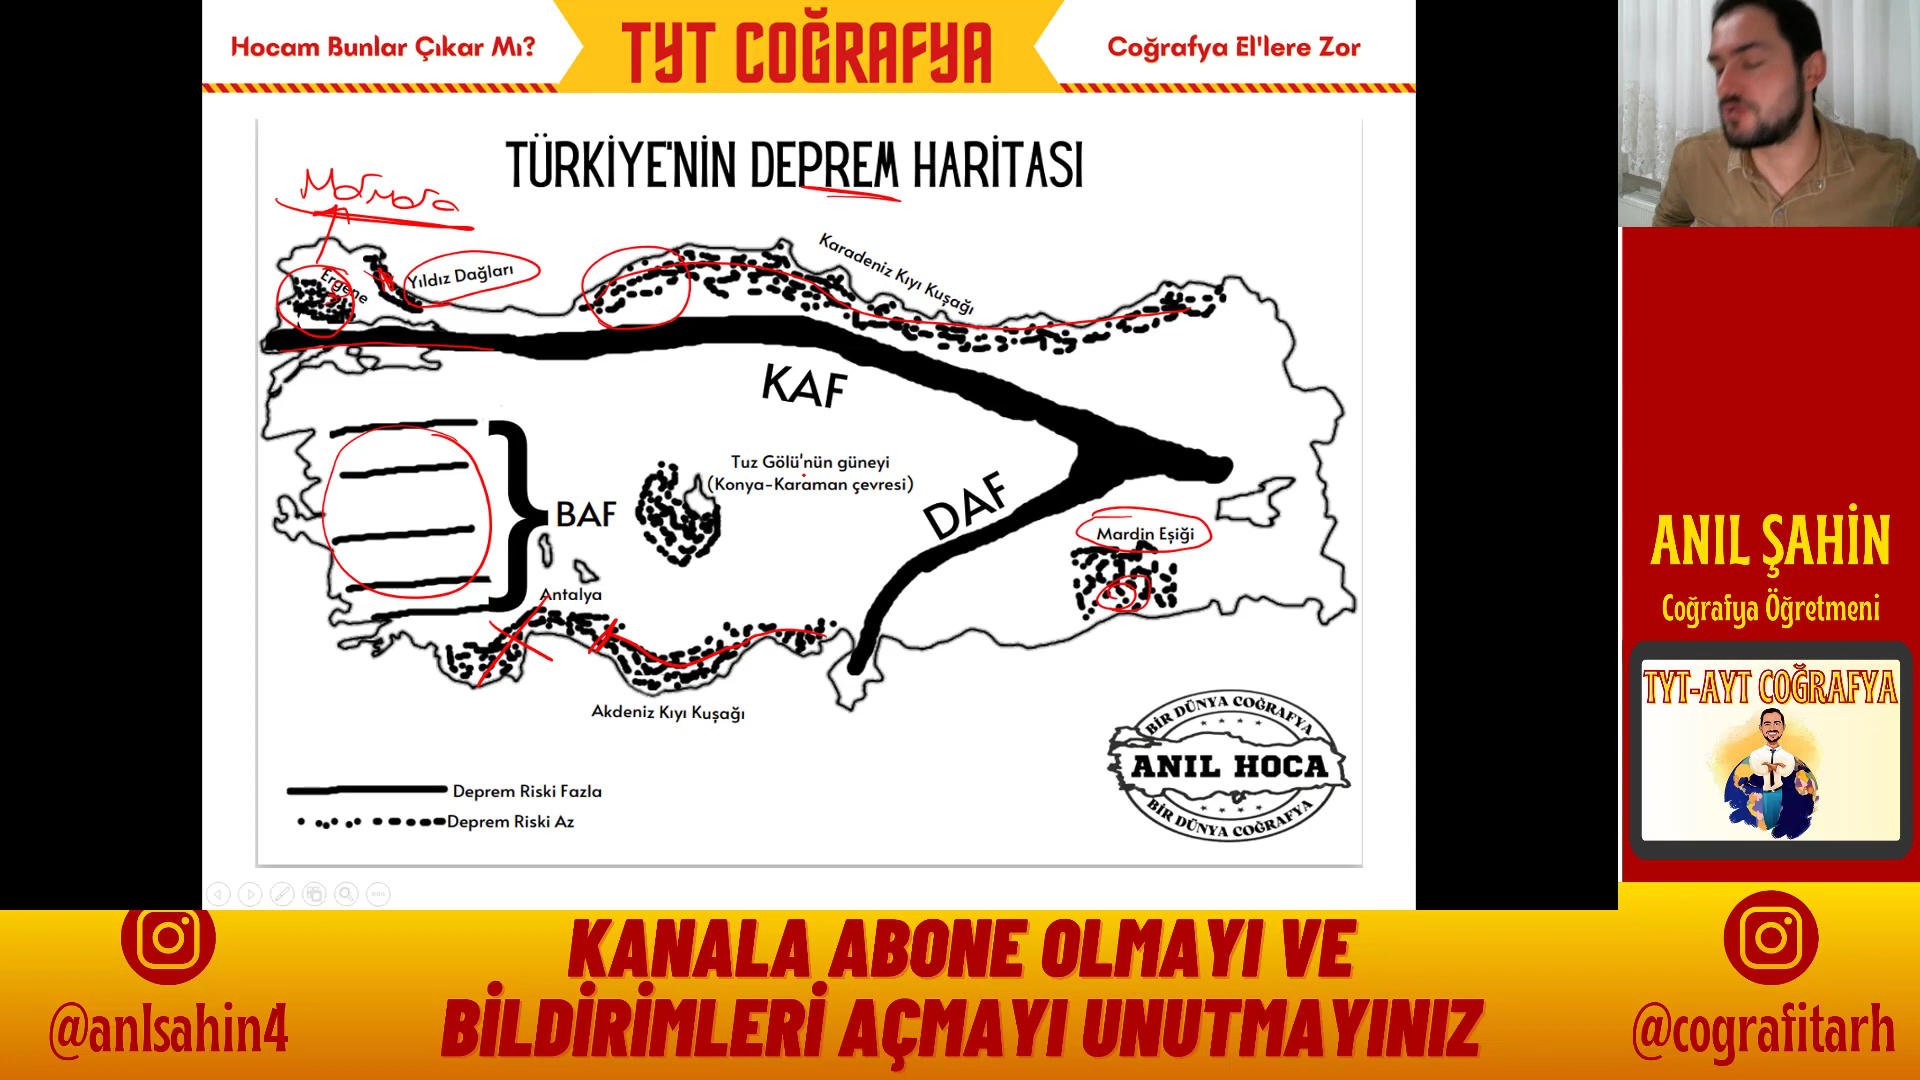 Hocam Bunlar Çıkar Mı?
TYT COĞRAFYA
Coğrafya El'lere Zor
TÜRKİYE'NİN DEPREM HARİTASI
Marmara
Ergene
Yıldız Dağları
Karadeniz Kıyı Kuşağı
KAF
Tuz Gölü'nün güneyi
(Konya-Karaman çevresi)
BAF
DAF
Mardin Eşiği
Antalya
Akdeniz Kıyı Kuşağı
Deprem Riski Fazla
Deprem Riski Az
BİR DÜNYA COĞRAFYA
ANIL HOCA
BİR DÜNYA COĞRAFYA
ANIL ŞAHİN
Coğrafya Öğretmeni
TYT-AYT COĞRAFYA
KANALA ABONE OLMAYI VE
BİLDİRİMLERİ AÇMAYI UNUTMAYINIZ
@anlsahin4
@cografitarh